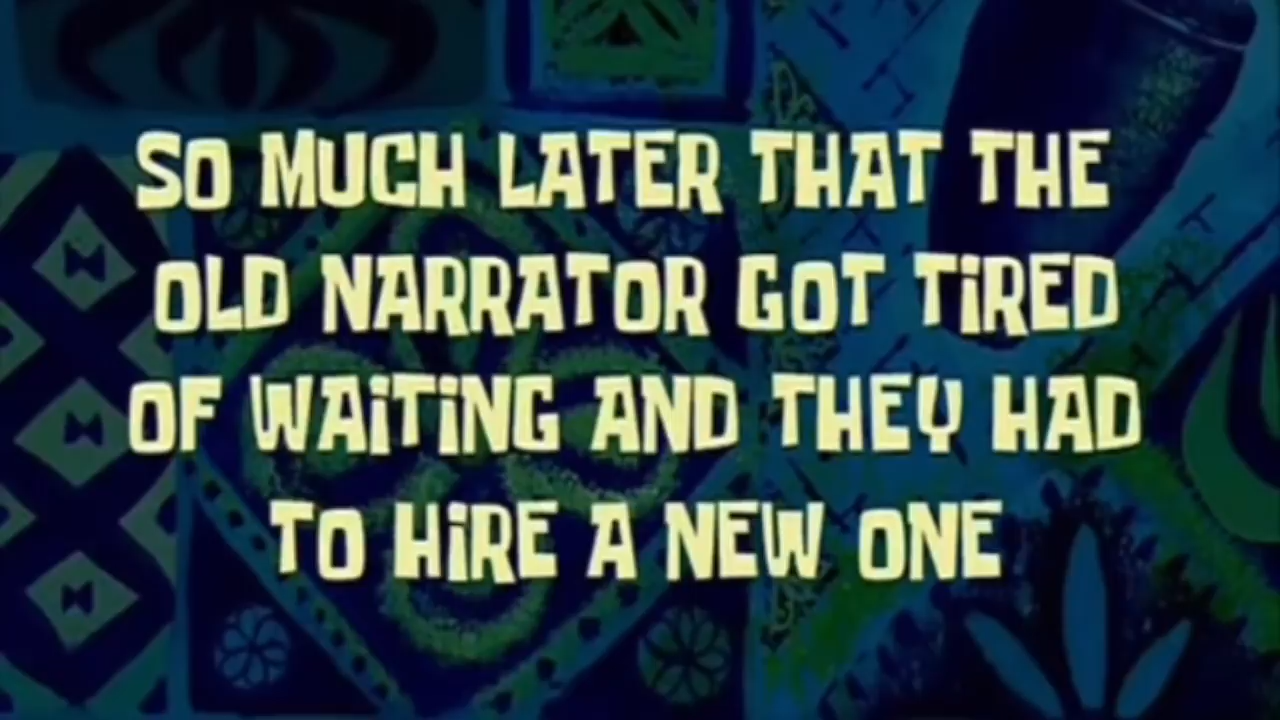 SO MUCH LATER THAT THE
OLD NARRATOR GOT TiRED
OF WAiTiNG AND THEY HAD
TO HiRE A NEW ONE